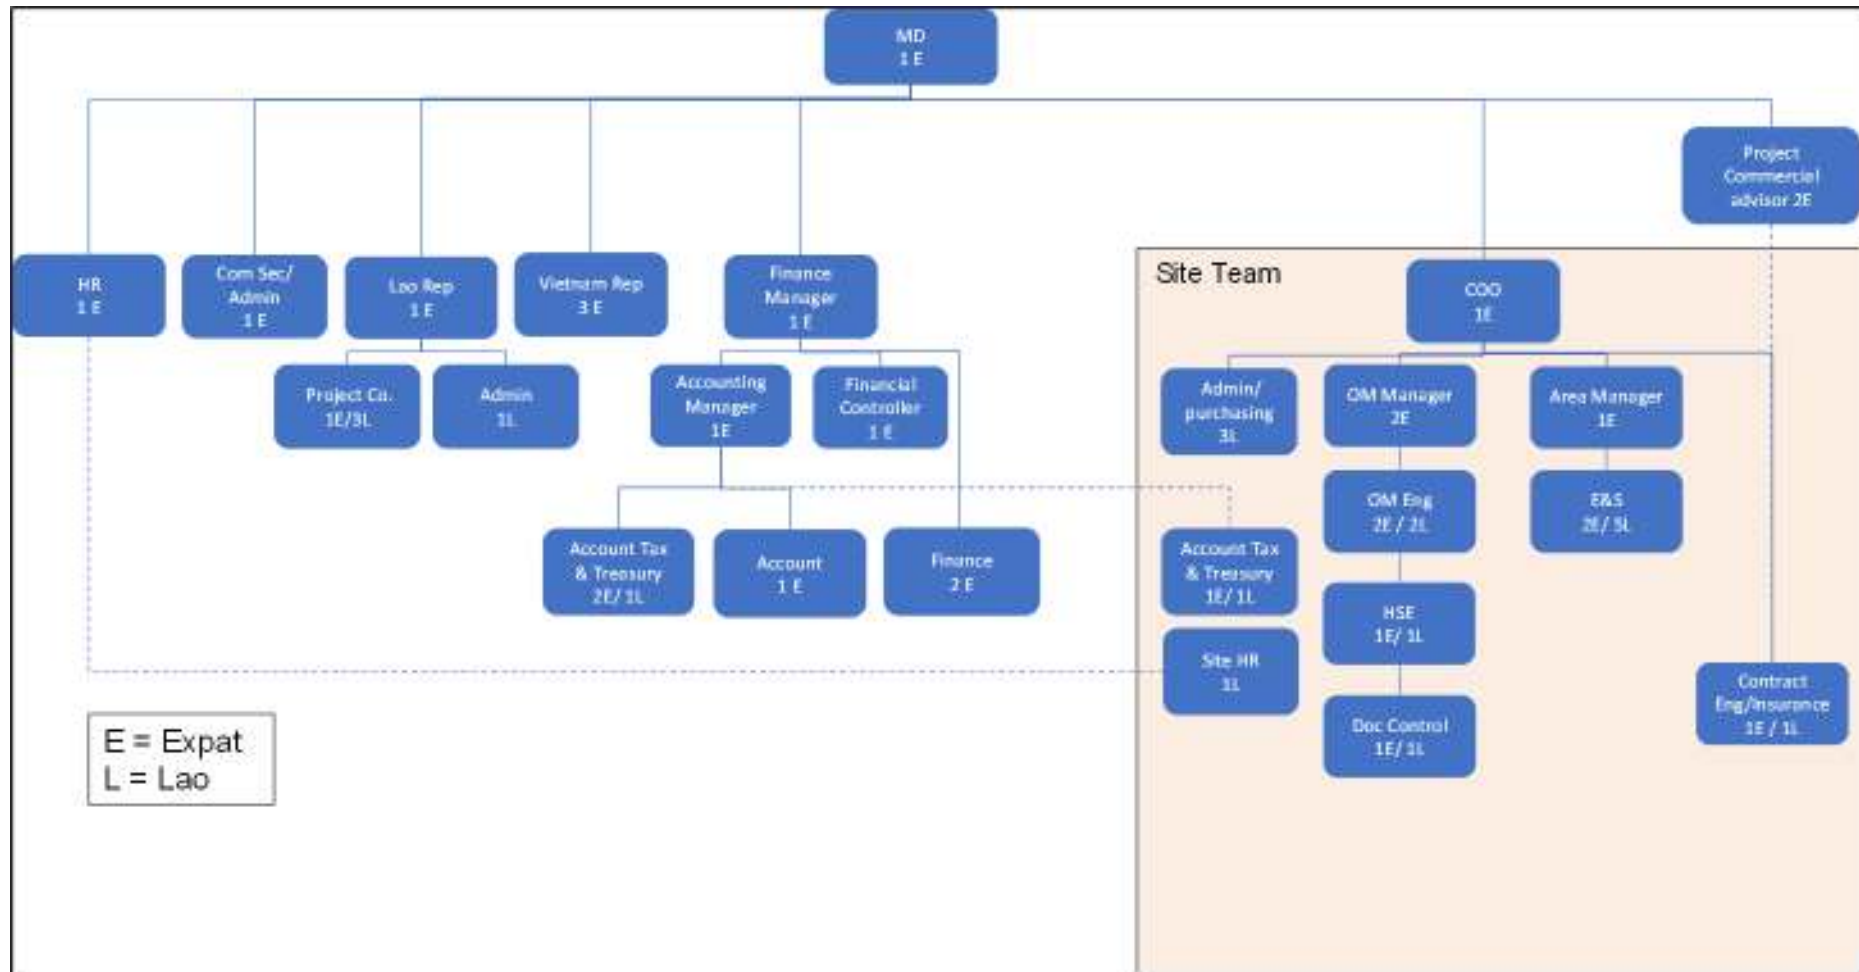 MD
1 E
Project
Commercial
advisor 2E
HR
1 E
Com Sec/
Admin
1 E
Lao Rep
1 E
Vietnam Rep
3 E
Finance
Manager
1 E
Site Team
COO
1E
Project Co.
1E/3L
Admin
1L
Accounting
Manager
1E
Financial
Controller
1 E
Admin/
purchasing
3L
OM Manager
2E
Area Manager
1E
OM Eng
2E / 2L
E&S
2E/ 5L
Account Tax
& Treasury
2E/ 1L
Account
1 E
Finance
2 E
Account Tax
& Treasury
1E/ 1L
HSE
1E/ 1L
Site HR
1L
Contract
Eng/Insurance
1E / 1L
Doc Control
1E/ 1L
E = Expat
L = Lao